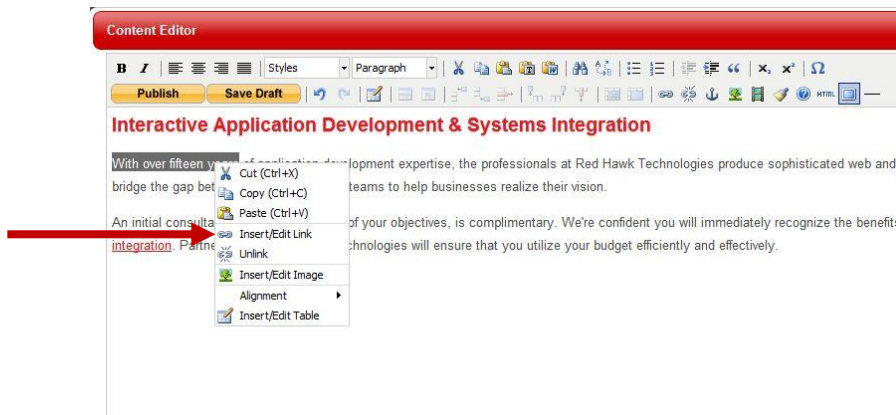 Content Editor
B I Styles Paragraph “ x₂ x² Ω
Publish Save Draft HTML
Interactive Application Development & Systems Integration
With over fifteen years of application development expertise, the professionals at Red Hawk Technologies produce sophisticated web and
bridge the gap bet teams to help businesses realize their vision.
An initial consulta of your objectives, is complimentary. We're confident you will immediately recognize the benefits
integration. Partne chnologies will ensure that you utilize your budget efficiently and effectively.
Cut (Ctrl+X)
Copy (Ctrl+C)
Paste (Ctrl+V)
Insert/Edit Link
Unlink
Insert/Edit Image
Alignment
Insert/Edit Table